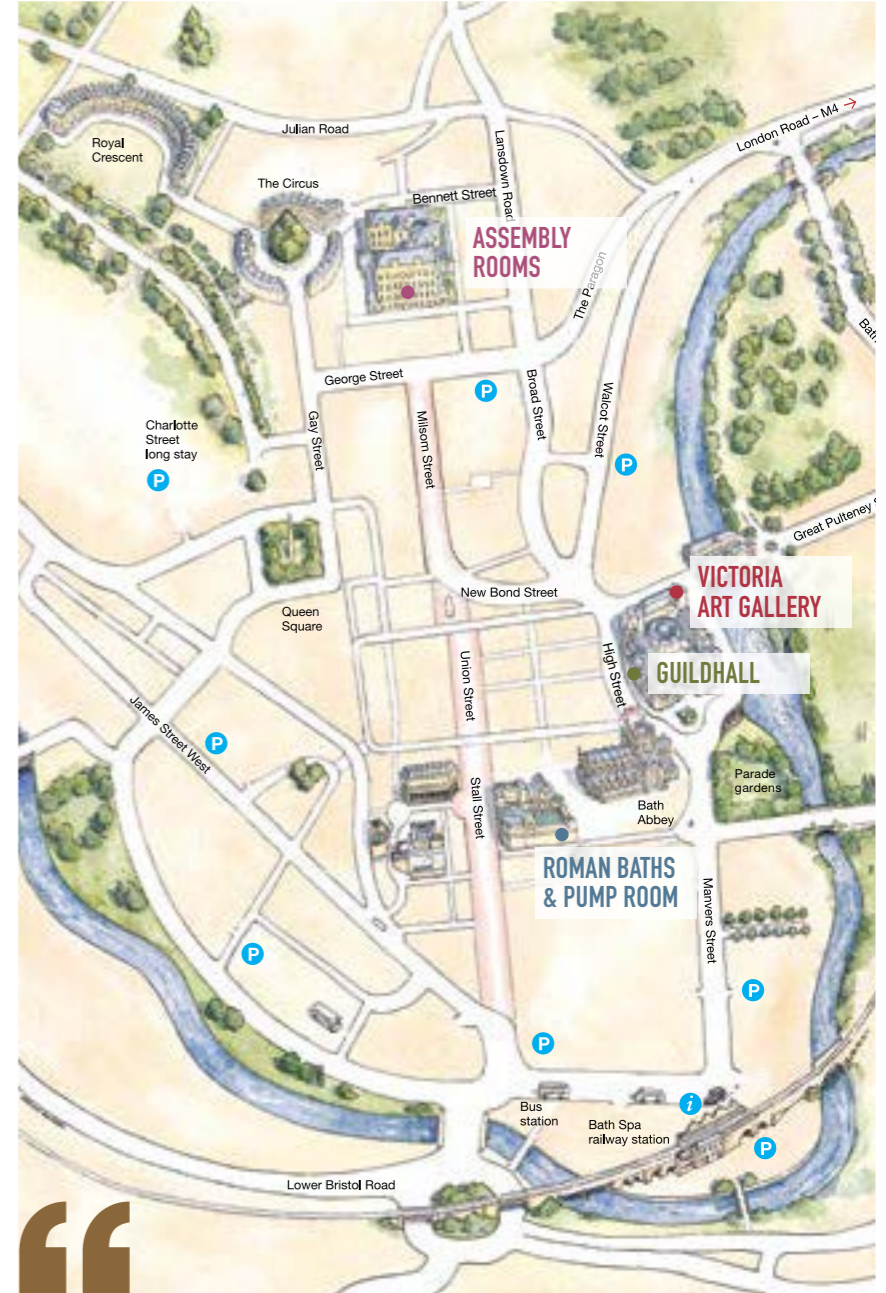 London Road – M4
Julian Road
Royal
Crescent
Lansdown Road
The Circus
Bennett Street
ASSEMBLY
ROOMS
The Paragon
George Street
Broad Street
P
Walcot Street
Milsom Street
Gay Street
Charlotte
Street
long stay
P
P
Great Pulteney
VICTORIA
ART GALLERY
New Bond Street
Queen
Square
High Street
GUILDHALL
Union Street
James Street West
P
Parade
gardens
Stall Street
Bath
Abbey
ROMAN BATHS
& PUMP ROOM
Manvers Street
P
P
P
i
Bus
station
Bath Spa
railway station
P
Lower Bristol Road
“